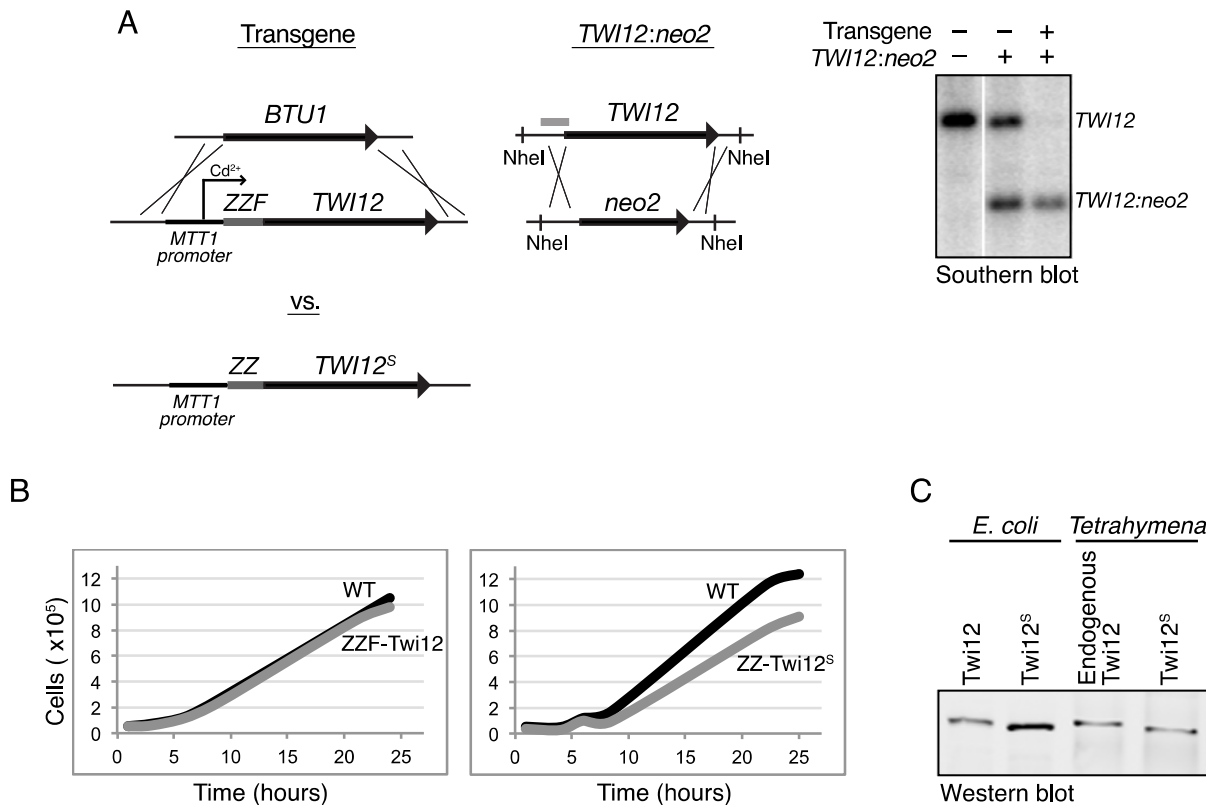 A
Transgene
BTU1
Cd2+
ZZF TWI12
MTT1
promoter
vs.
ZZ TWI12S
MTT1
promoter
TWI12:neo2
TWI12
NheI NheI
neo2
NheI NheI
Transgene – – +
TWI12:neo2 – + +
TWI12
TWI12:neo2
Southern blot
B
Cells ( x10⁵)
12
10
8
6
4
2
0
WT
ZZF-Twi12
0 5 10 15 20 25
Time (hours)
12
10
8
6
4
2
0
WT
ZZ-Twi12S
0 5 10 15 20 25
Time (hours)
C
E. coli Tetrahymena
Twi12
Twi12S
Endogenous
Twi12
Twi12S
Western blot